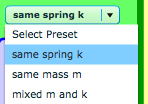 same spring k
Select Preset
same spring k
same mass m
mixed m and k